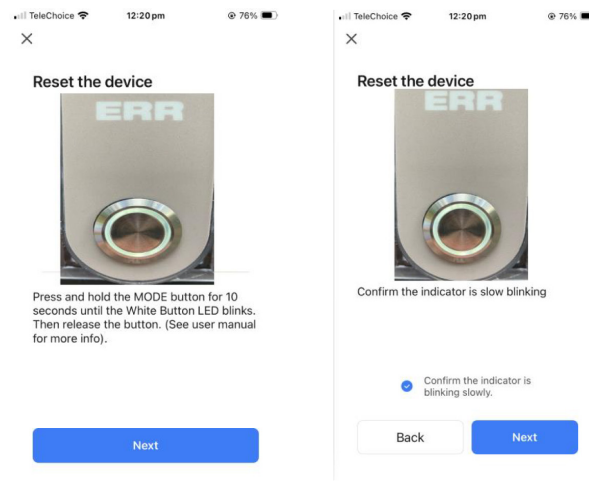 TeleChoice 12:20 pm 76%
Reset the device
ERR
Press and hold the MODE button for 10
seconds until the White Button LED blinks.
Then release the button. (See user manual
for more info).
Next
TeleChoice 12:20 pm 76%
Reset the device
ERR
Confirm the indicator is slow blinking
Confirm the indicator is
blinking slowly.
Back Next